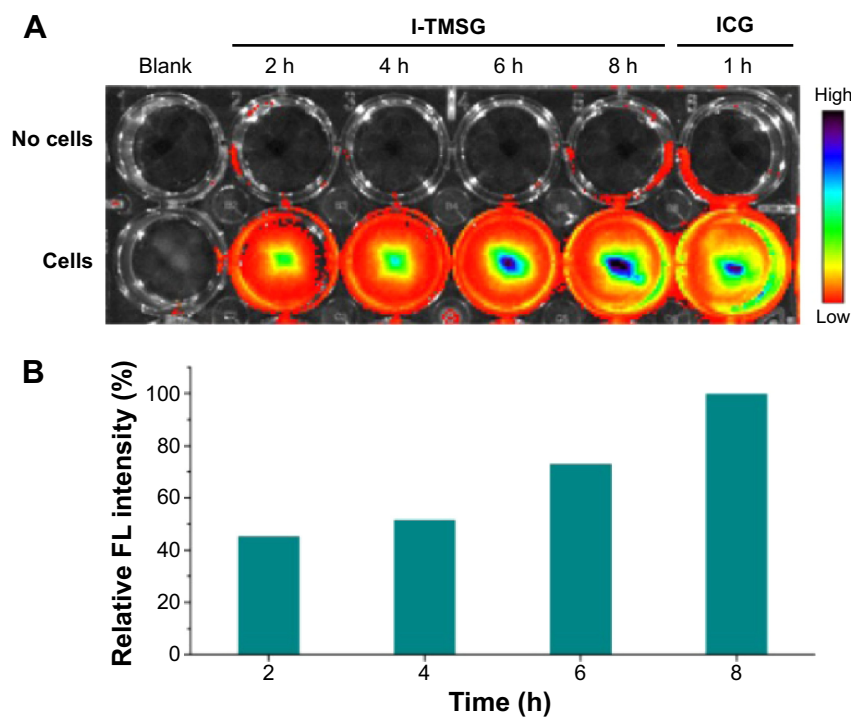 A
I-TMSG
ICG
Blank
2 h
4 h
6 h
8 h
1 h
No cells
Cells
High
Low
B
Relative FL intensity (%)
100
80
60
40
20
0
2
4
6
8
Time (h)